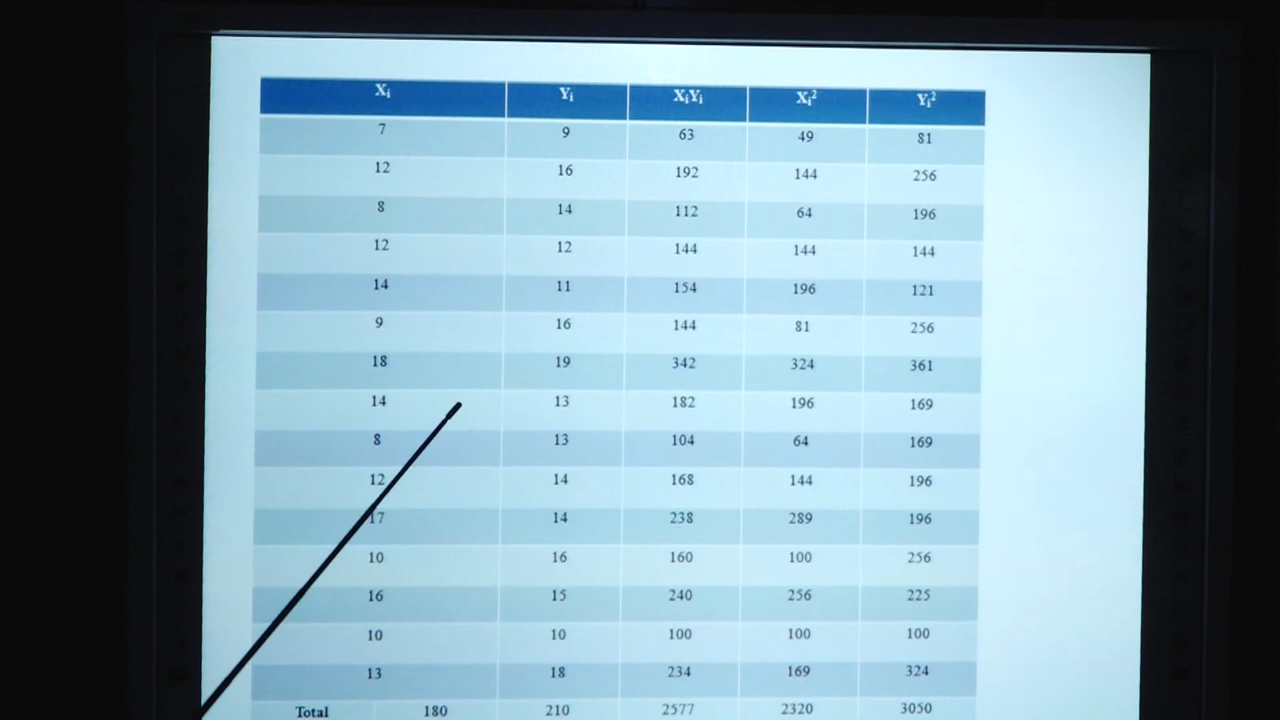 Xᵢ Yᵢ XᵢYᵢ Xᵢ² Yᵢ²
7 9 63 49 81
12 16 192 144 256
8 14 112 64 196
12 12 144 144 144
14 11 154 196 121
9 16 144 81 256
18 19 342 324 361
14 13 182 196 169
8 13 104 64 169
12 14 168 144 196
17 14 238 289 196
10 16 160 100 256
16 15 240 256 225
10 10 100 100 100
13 18 234 169 324
Total 180 210 2577 2320 3050